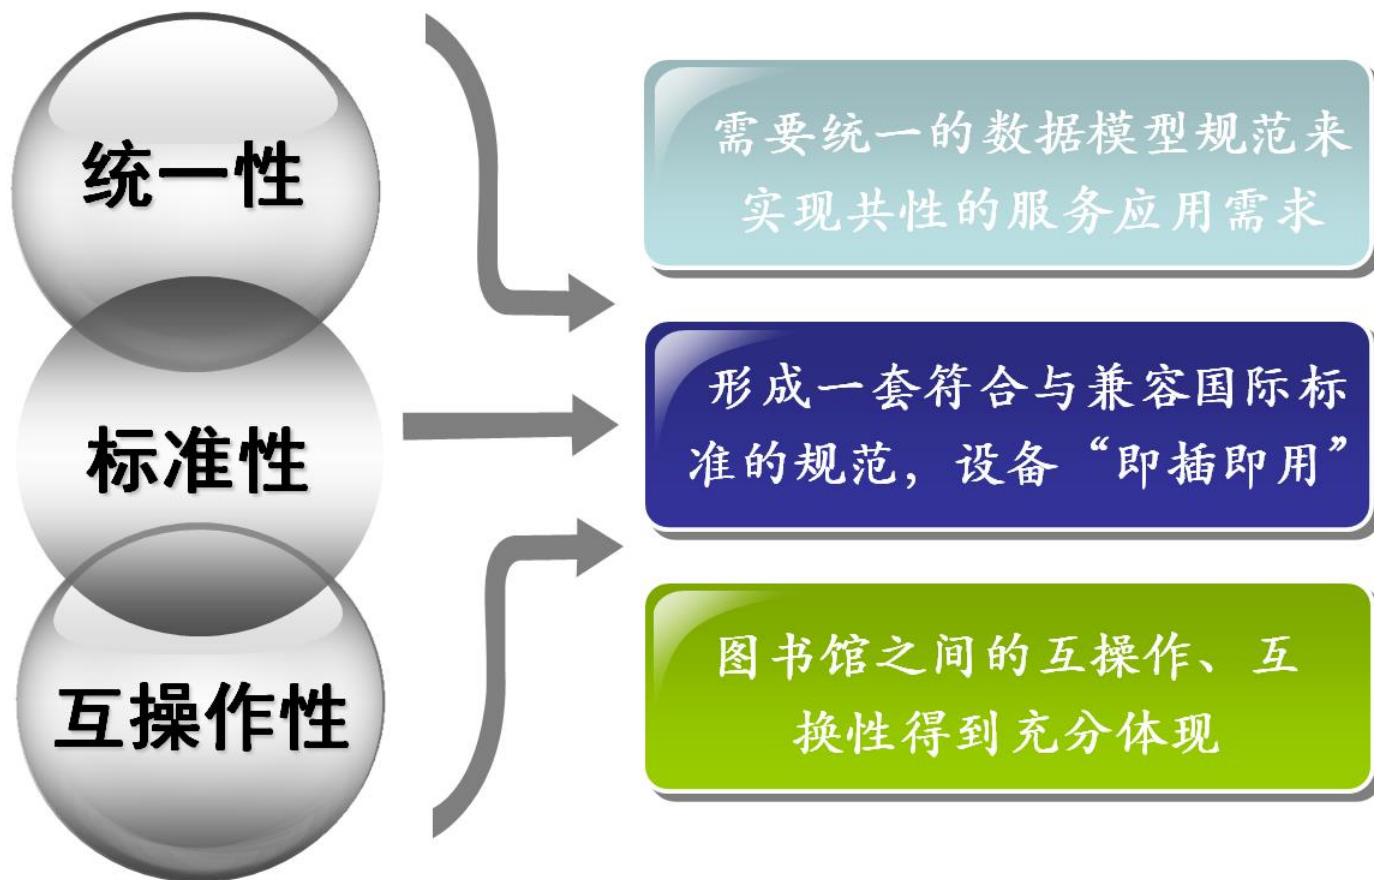 统一性
需要统一的数据模型规范来
实现共性的服务应用需求
标准性
形成一套符合与兼容国际标
准的规范，设备“即插即用”
互操作性
图书馆之间的互操作、互
换性得到充分体现